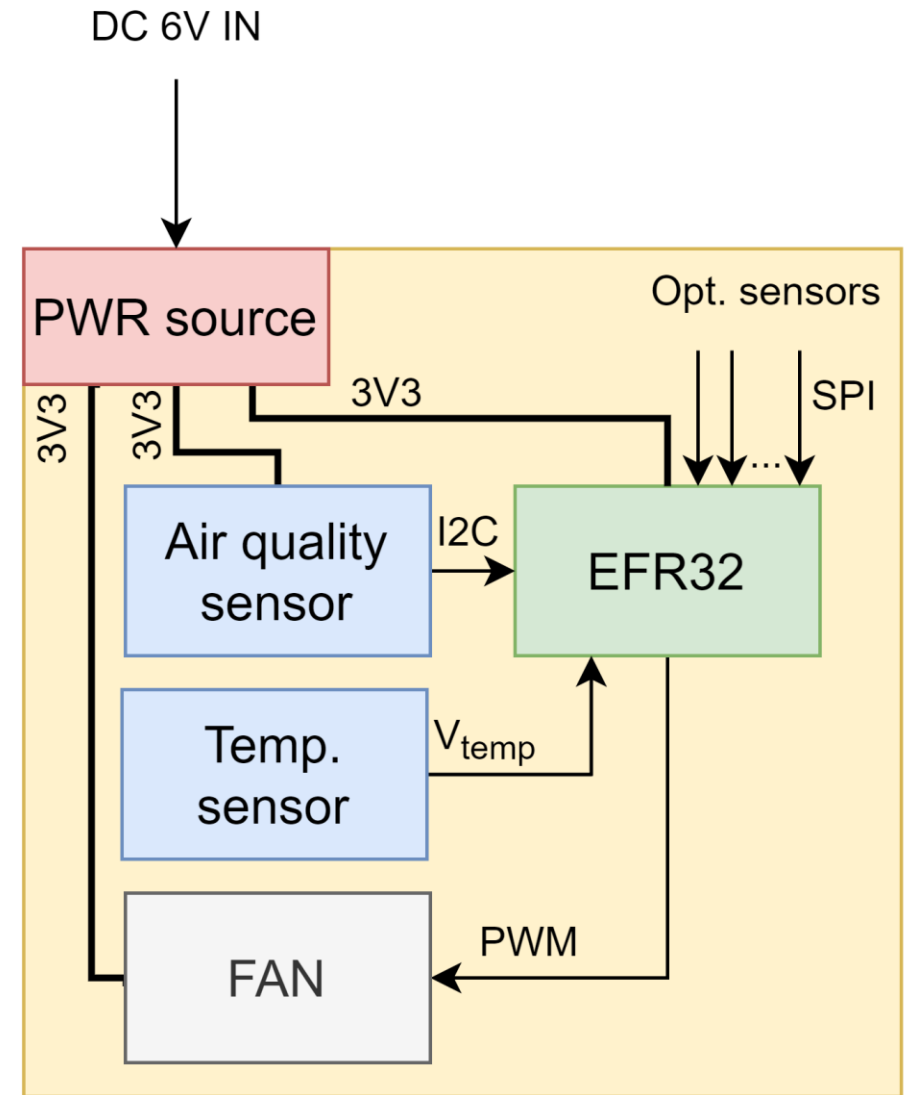 DC 6V IN
PWR source
Opt. sensors
3V3
3V3
3V3
SPI
...
Air quality
sensor
I2C
EFR32
Temp.
sensor
Vtemp
FAN
PWM